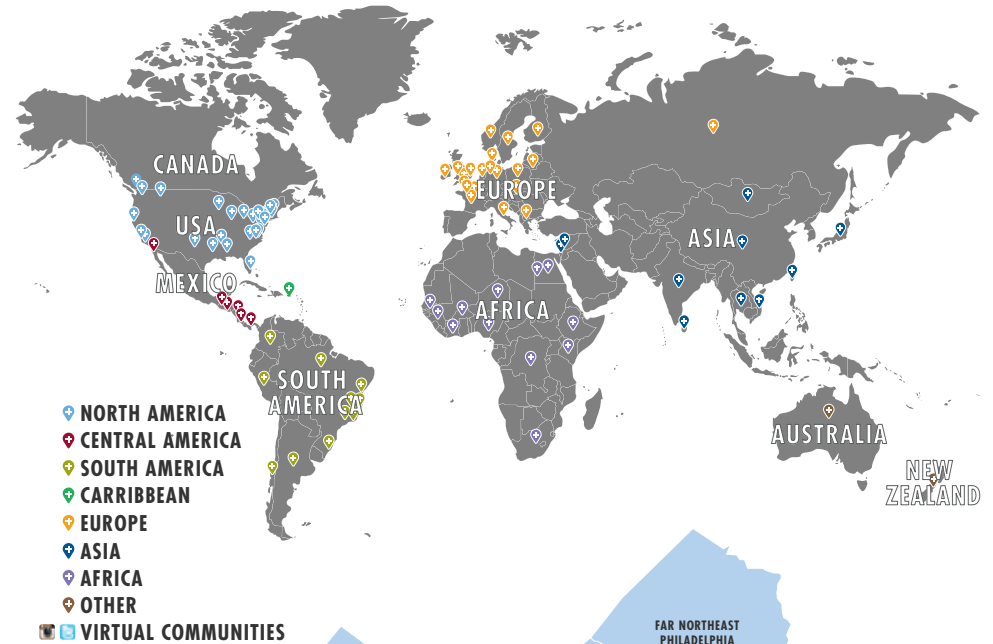 CANADA
USA
MEXICO
EUROPE
ASIA
AFRICA
SOUTH
AMERICA
AUSTRALIA
NEW
ZEALAND
NORTH AMERICA
CENTRAL AMERICA
SOUTH AMERICA
CARRIBBEAN
EUROPE
ASIA
AFRICA
OTHER
VIRTUAL COMMUNITIES
FAR NORTHEAST
PHILADELPHIA